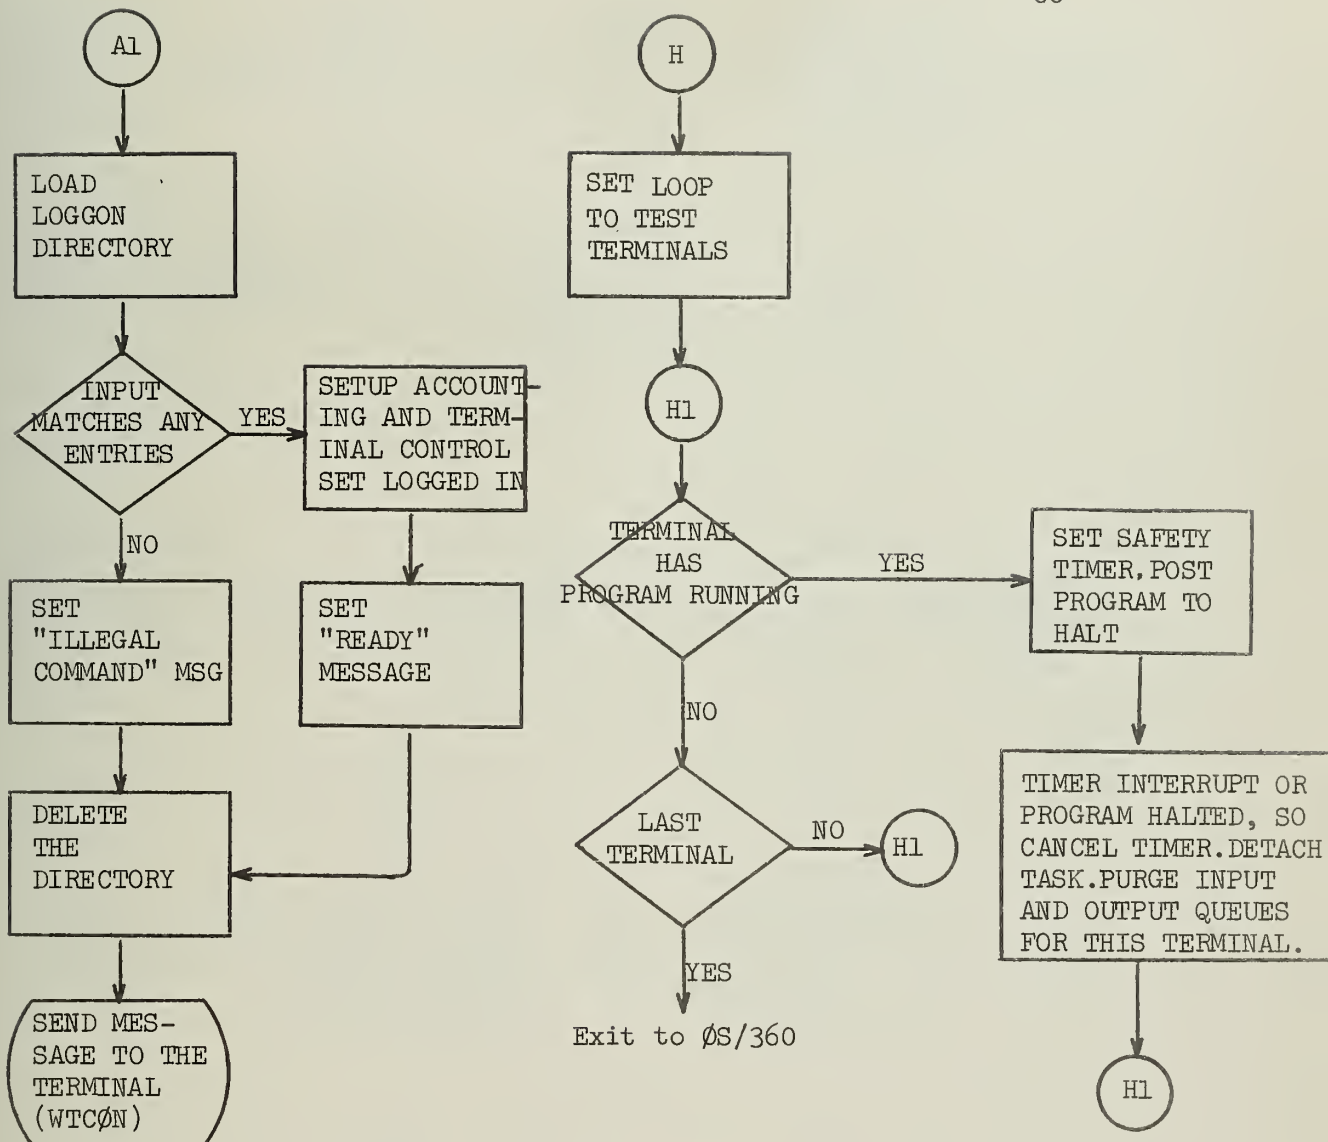 A1
LOAD
LOGGON
DIRECTORY
INPUT
MATCHES ANY
ENTRIES
YES
SETUP ACCOUNT-
ING AND TERM-
INAL CONTROL
SET LOGGED IN
NO
SET
"ILLEGAL
COMMAND" MSG
SET
"READY"
MESSAGE
DELETE
THE
DIRECTORY
SEND MES-
SAGE TO THE
TERMINAL
(WTCØN)
H
SET LOOP
TO TEST
TERMINALS
H1
TERMINAL
HAS
PROGRAM RUNNING
YES
SET SAFETY
TIMER.POST
PROGRAM TO
HALT
NO
LAST
TERMINAL
NO
H1
YES
Exit to ØS/360
TIMER INTERRUPT OR
PROGRAM HALTED, SO
CANCEL TIMER.DETACH
TASK.PURGE INPUT
AND OUTPUT QUEUES
FOR THIS TERMINAL.
H1